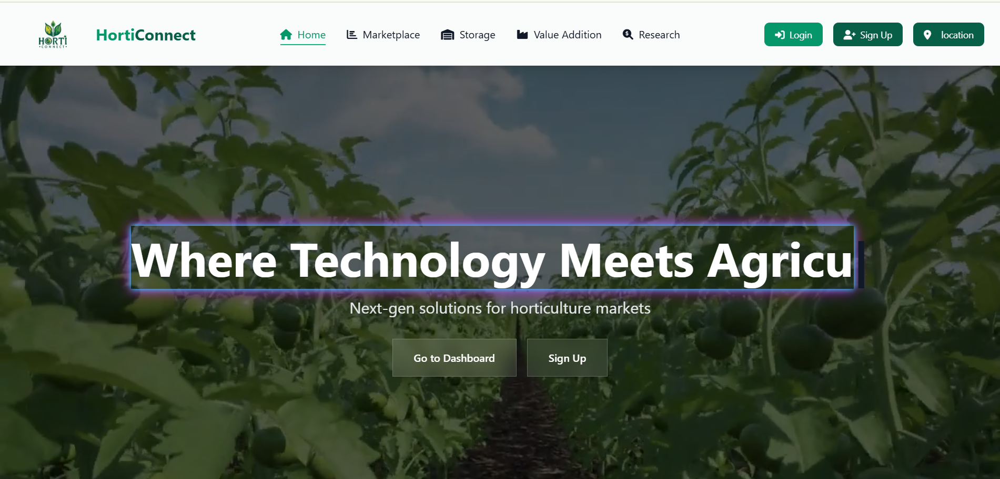 HORTI
•CONNECT•
HortiConnect
Home
Marketplace
Storage
Value Addition
Research
Login
Sign Up
location
Where Technology Meets Agricu
Next-gen solutions for horticulture markets
Go to Dashboard
Sign Up